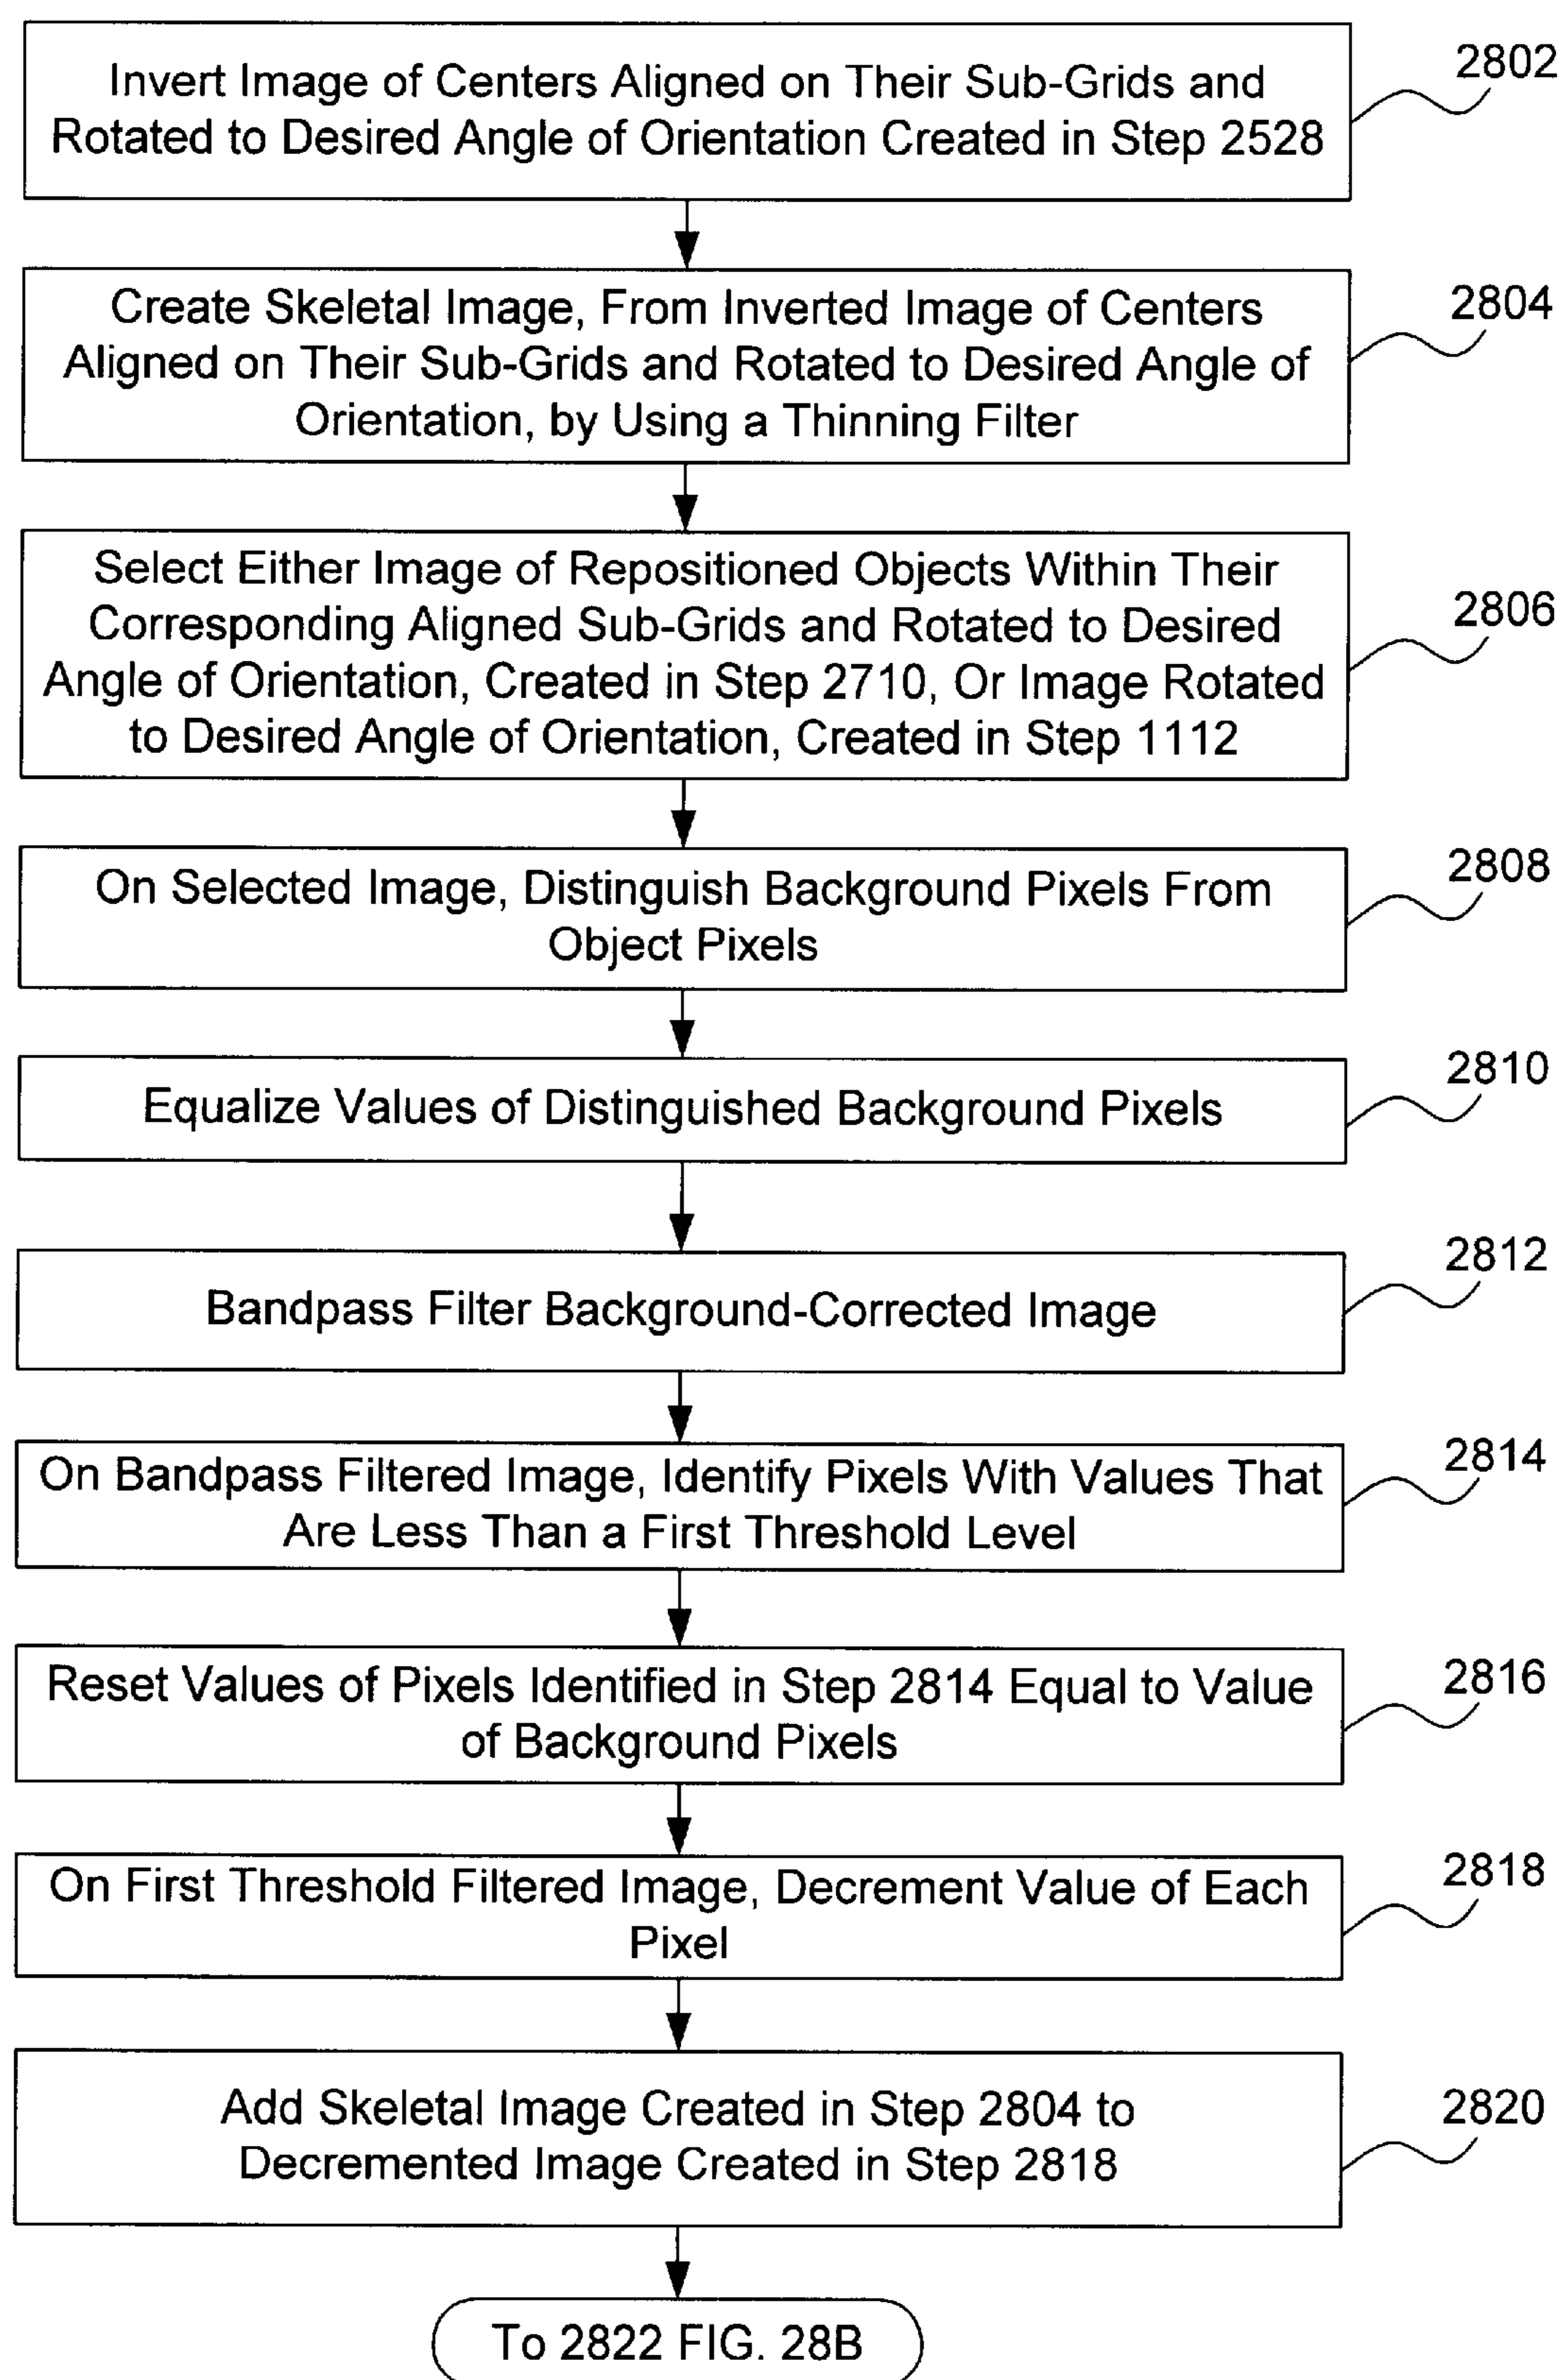 Invert Image of Centers Aligned on Their Sub-Grids and
Rotated to Desired Angle of Orientation Created in Step 2528
2802
Create Skeletal Image, From Inverted Image of Centers
Aligned on Their Sub-Grids and Rotated to Desired Angle of
Orientation, by Using a Thinning Filter
2804
Select Either Image of Repositioned Objects Within Their
Corresponding Aligned Sub-Grids and Rotated to Desired
Angle of Orientation, Created in Step 2710, Or Image Rotated
to Desired Angle of Orientation, Created in Step 1112
2806
On Selected Image, Distinguish Background Pixels From
Object Pixels
2808
Equalize Values of Distinguished Background Pixels
2810
Bandpass Filter Background-Corrected Image
2812
On Bandpass Filtered Image, Identify Pixels With Values That
Are Less Than a First Threshold Level
2814
Reset Values of Pixels Identified in Step 2814 Equal to Value
of Background Pixels
2816
On First Threshold Filtered Image, Decrement Value of Each
Pixel
2818
Add Skeletal Image Created in Step 2804 to
Decremented Image Created in Step 2818
2820
To 2822 FIG. 28B